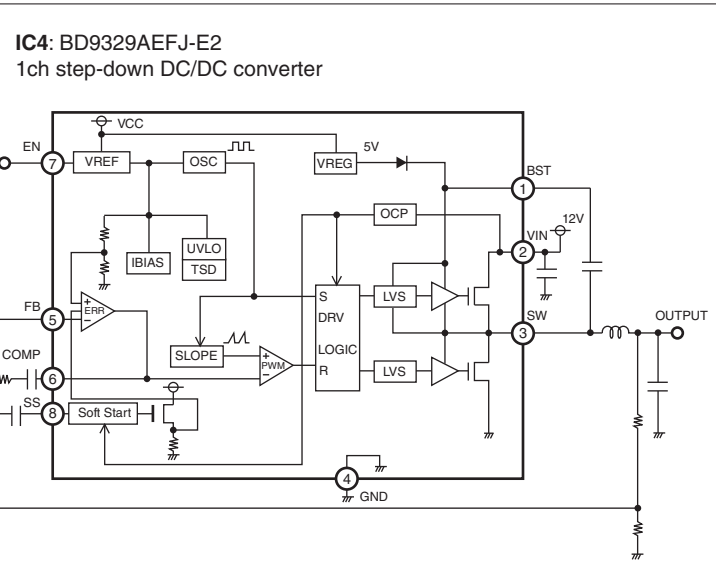 IC4: BD9329AEFJ-E2
1ch step-down DC/DC converter
VCC
EN
7
VREF
OSC
5V
VREG
BST
1
OCP
12V
VIN
2
IBIAS
UVLO
TSD
LVS
S
DRV
LOGIC
R
FB
5
+
ERR
−
SW
3
OUTPUT
COMP
6
SLOPE
+
PWM
−
LVS
SS
8
Soft Start
4
GND